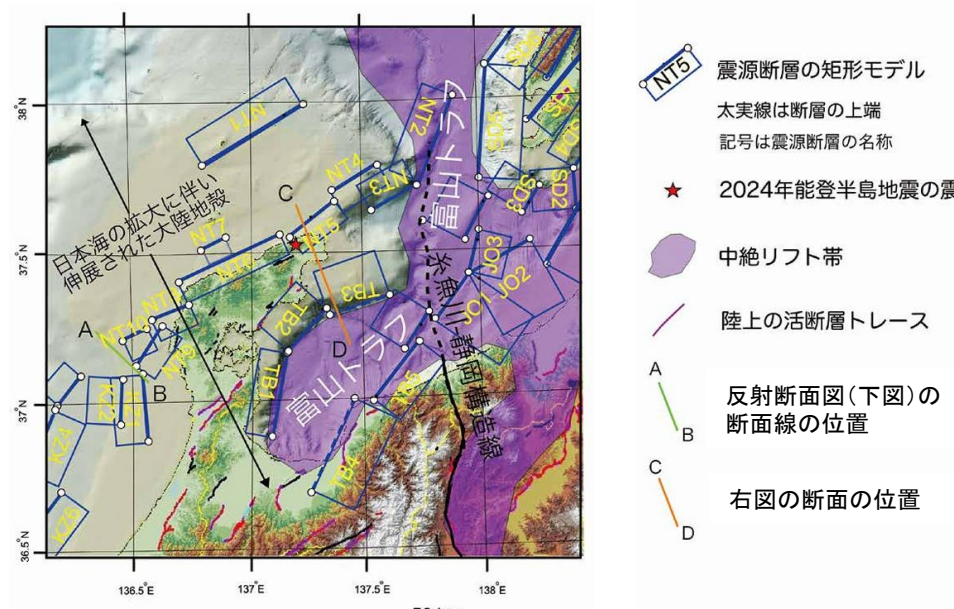 38°N
37.5°N
37°N
36.5°N
136.5°E
137°E
137.5°E
138°E
NT1
NT2
NT3
NT4
NT5
NT6
NT7
TB1
TB2
TB3
TB4
JO1
JO2
JO3
SD2
SD3
SD4
SD5
KZ4
富山トラフ
富山トラフ
糸魚川-静岡構造線
日本海の拡大に伴い
伸展された大陸地殻
A
B
C
D
NT5
震源断層の矩形モデル
太実線は断層の上端
記号は震源断層の名称
2024年能登半島地震の震
中絶リフト帯
陸上の活断層トレース
A
B
反射断面図(下図)の
断面線の位置
C
D
右図の断面の位置